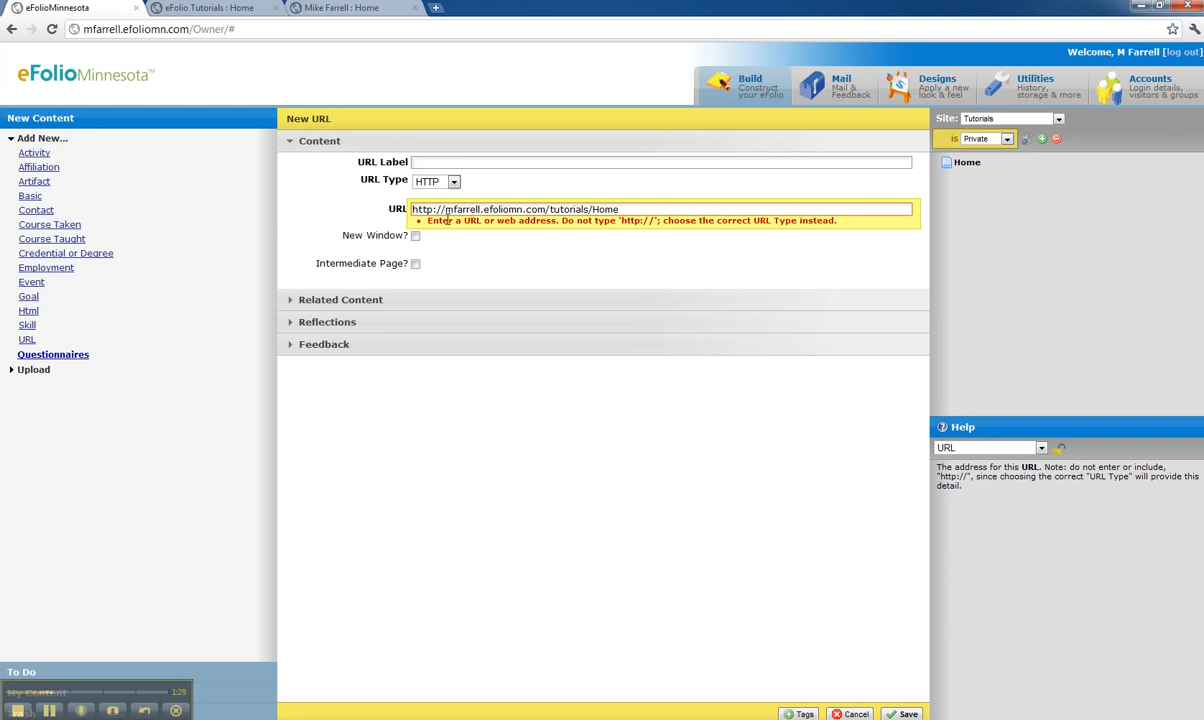 eFolioMinnesota
eFolio Tutorials : Home
Mike Farrell : Home
mfarrell.efoliomn.com/Owner/#
Welcome, M Farrell [log out]
eFolioMinnesota™
Build
Construct
your eFolio
Mail
Mail &
Feedback
Designs
Apply a new
look & feel
Utilities
History,
storage & more
Accounts
Login details,
visitors & groups
New Content
Add New...
Activity
Affiliation
Artifact
Basic
Contact
Course Taken
Course Taught
Credential or Degree
Employment
Event
Goal
Html
Skill
URL
Questionnaires
Upload
To Do
My Content
Trash
1:29
New URL
Content
URL Label
URL Type HTTP
URL http://mfarrell.efoliomn.com/tutorials/Home
• Enter a URL or web address. Do not type 'http://'; choose the correct URL Type instead.
New Window?
Intermediate Page?
Related Content
Reflections
Feedback
Tags
Cancel
Save
Site: Tutorials
is Private
Home
Help
URL
The address for this URL. Note: do not enter or include,
"http://", since choosing the correct "URL Type" will provide this
detail.